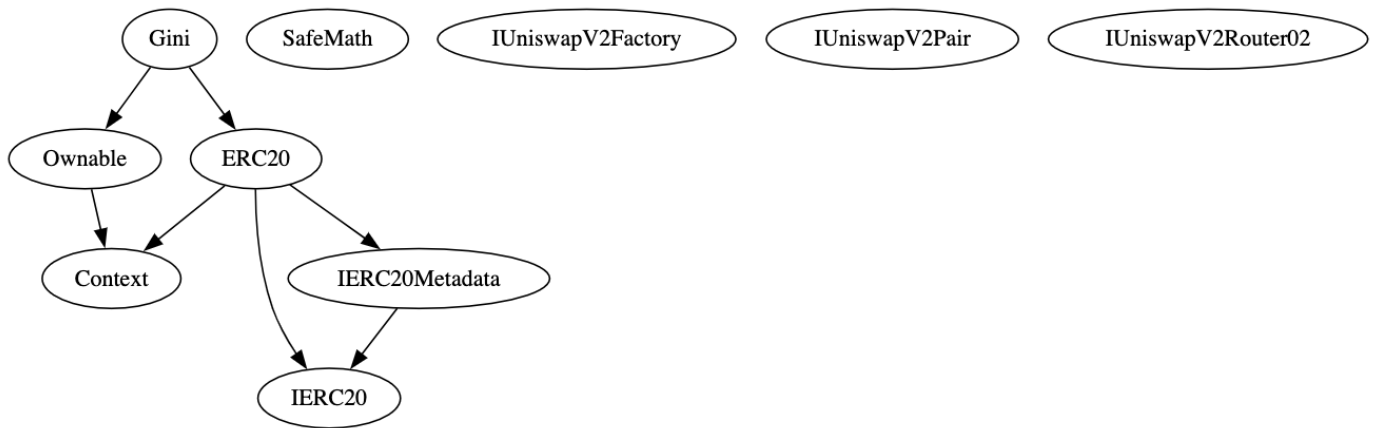 Gini
SafeMath
IUniswapV2Factory
IUniswapV2Pair
IUniswapV2Router02
Ownable
ERC20
Context
IERC20Metadata
IERC20